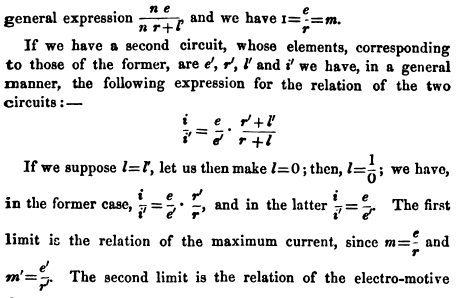 general expression \frac{n e}{n r+l'} and we have I=\frac{e}{r}=m.
If we have a second circuit, whose elements, corresponding
to those of the former, are e', r', l' and i' we have, in a general
manner, the following expression for the relation of the two
circuits :—
\frac{i}{i'} = \frac{e}{e'} \cdot \frac{r'+l'}{r+l}
If we suppose l=l', let us then make l=0; then, l=\frac{1}{0}; we have,
in the former case, \frac{i}{i'}=\frac{e}{e'} \cdot \frac{r'}{r}, and in the latter \frac{i}{i'}=\frac{e}{e'}. The first
limit is the relation of the maximum current, since m=\frac{e}{r} and
m'=\frac{e'}{r'}. The second limit is the relation of the electro-motive